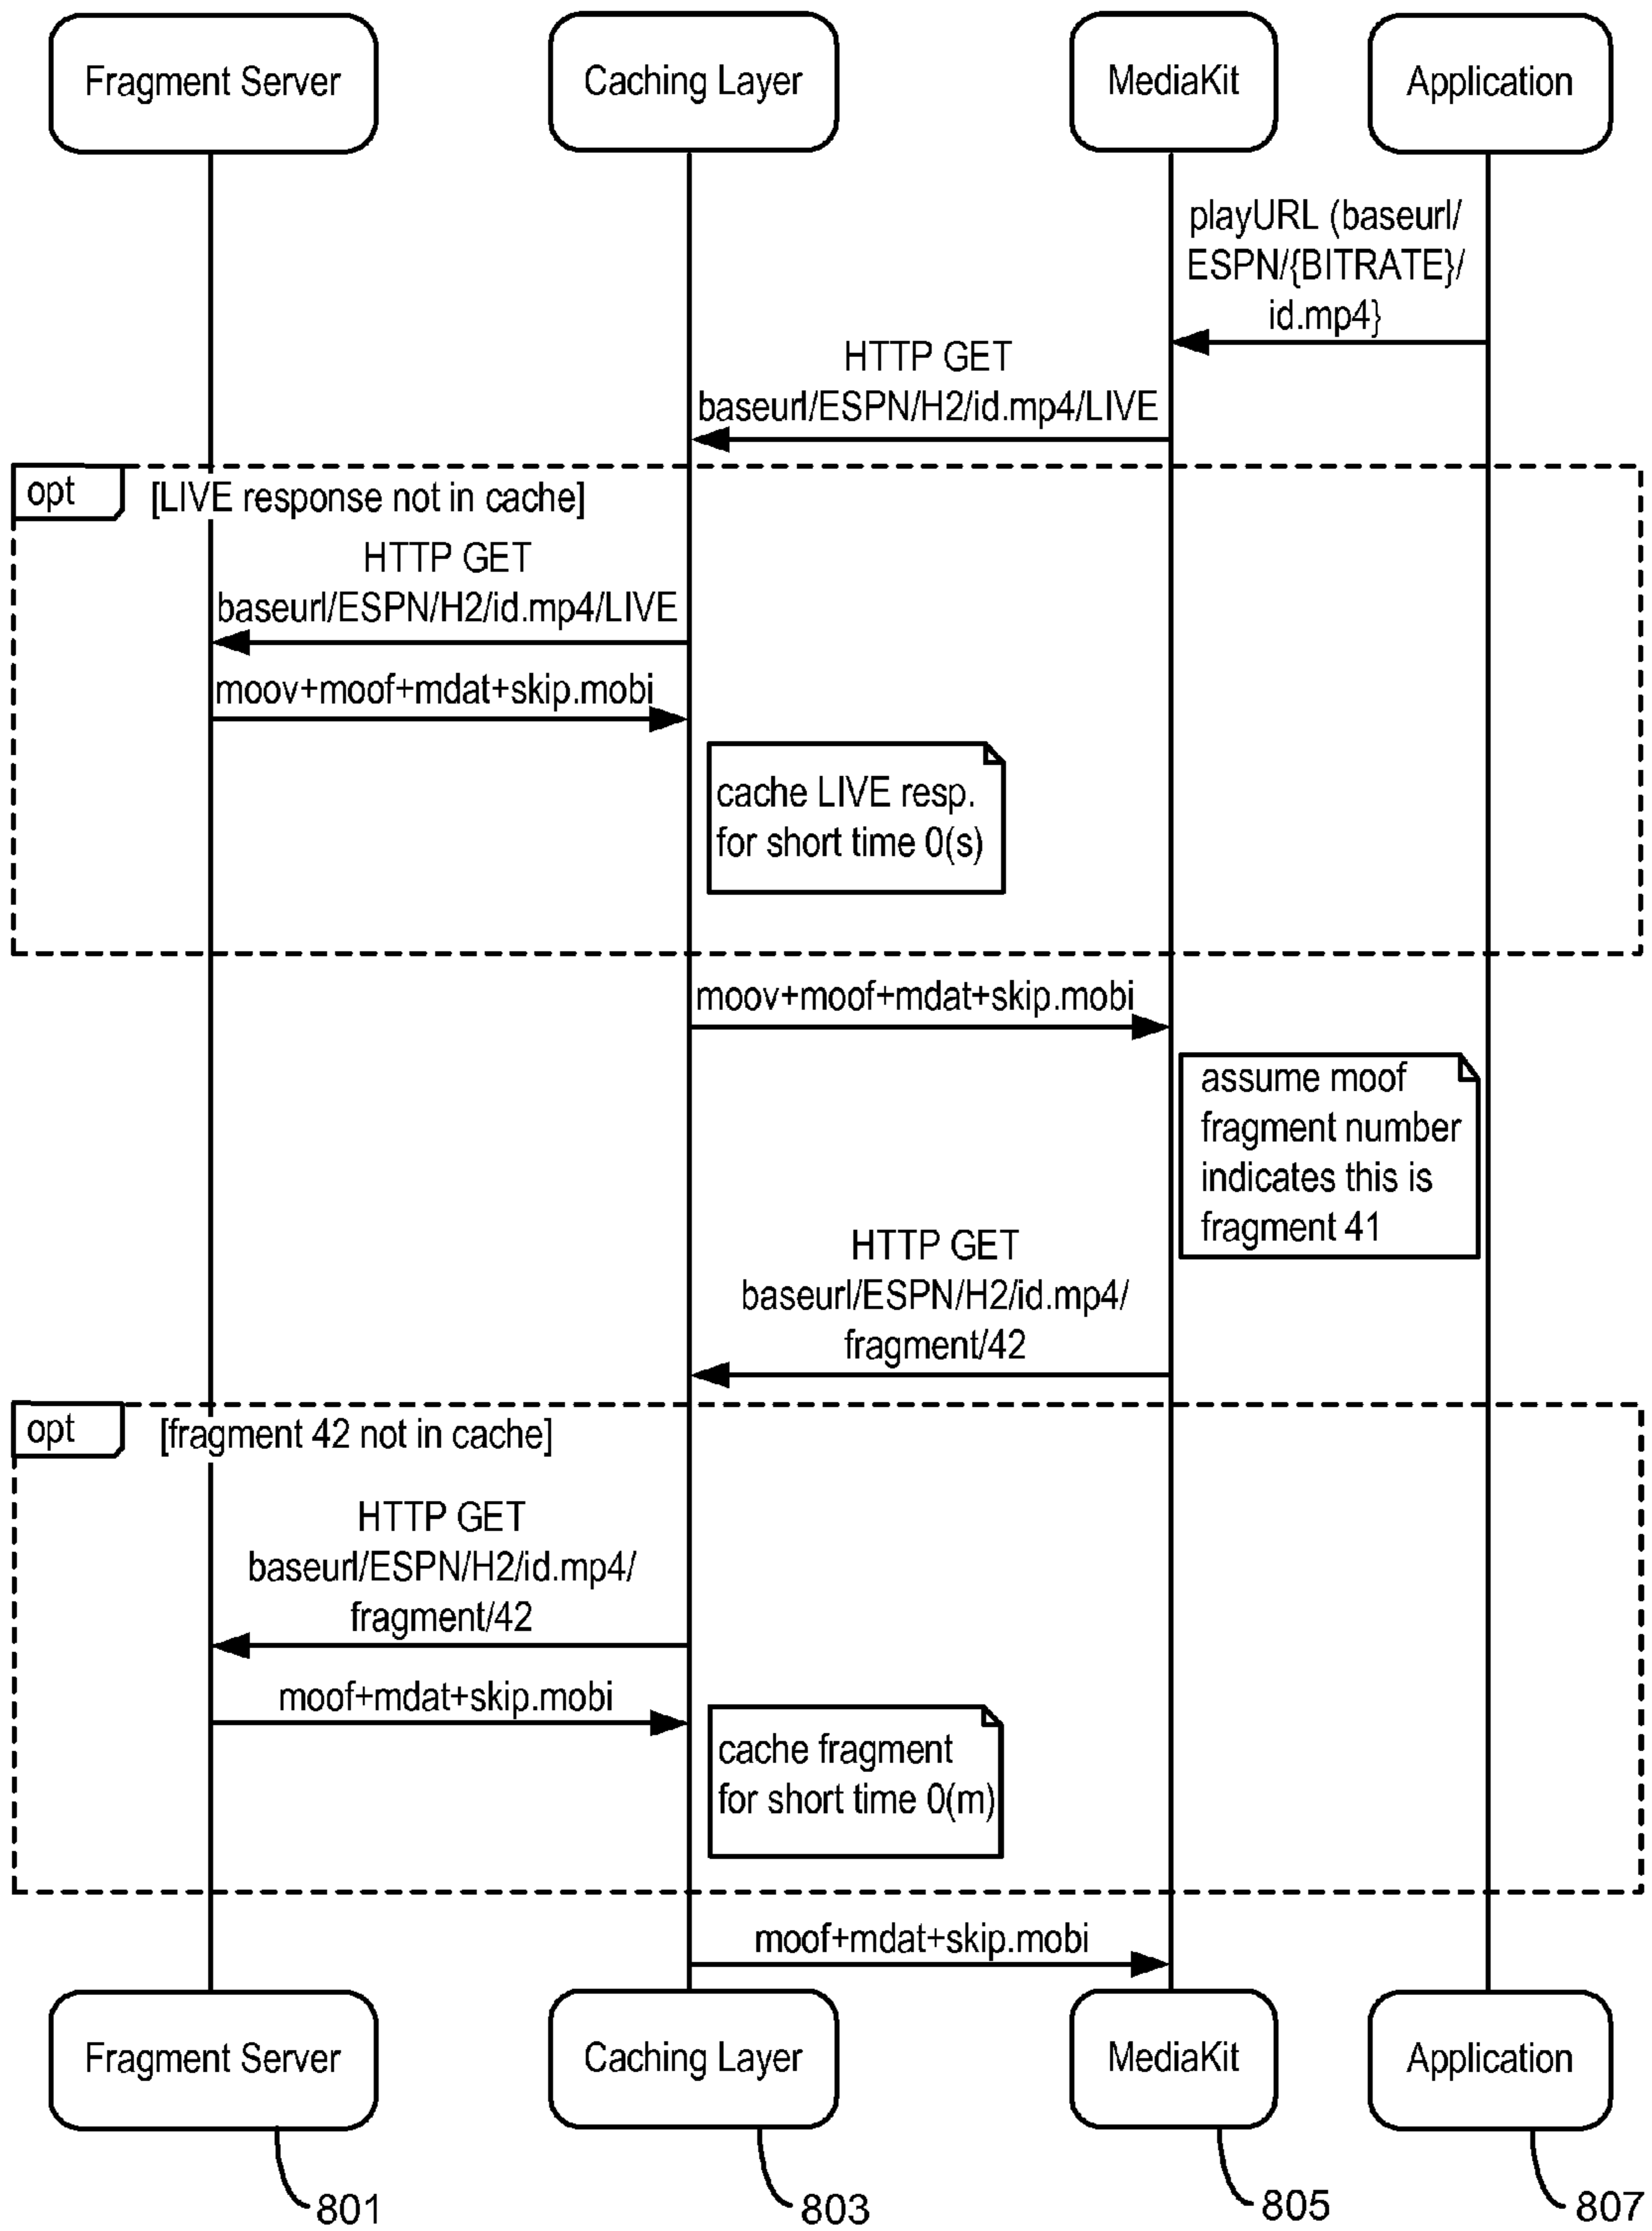 Fragment Server
Caching Layer
MediaKit
Application
playURL (baseurl/
ESPN/{BITRATE}/
id.mp4}
HTTP GET
baseurl/ESPN/H2/id.mp4/LIVE
opt
[LIVE response not in cache]
HTTP GET
baseurl/ESPN/H2/id.mp4/LIVE
moov+moof+mdat+skip.mobi
cache LIVE resp.
for short time 0(s)
moov+moof+mdat+skip.mobi
assume moof
fragment number
indicates this is
fragment 41
HTTP GET
baseurl/ESPN/H2/id.mp4/
fragment/42
opt
[fragment 42 not in cache]
HTTP GET
baseurl/ESPN/H2/id.mp4/
fragment/42
moof+mdat+skip.mobi
cache fragment
for short time 0(m)
moof+mdat+skip.mobi
Fragment Server
Caching Layer
MediaKit
Application
801
803
805
807